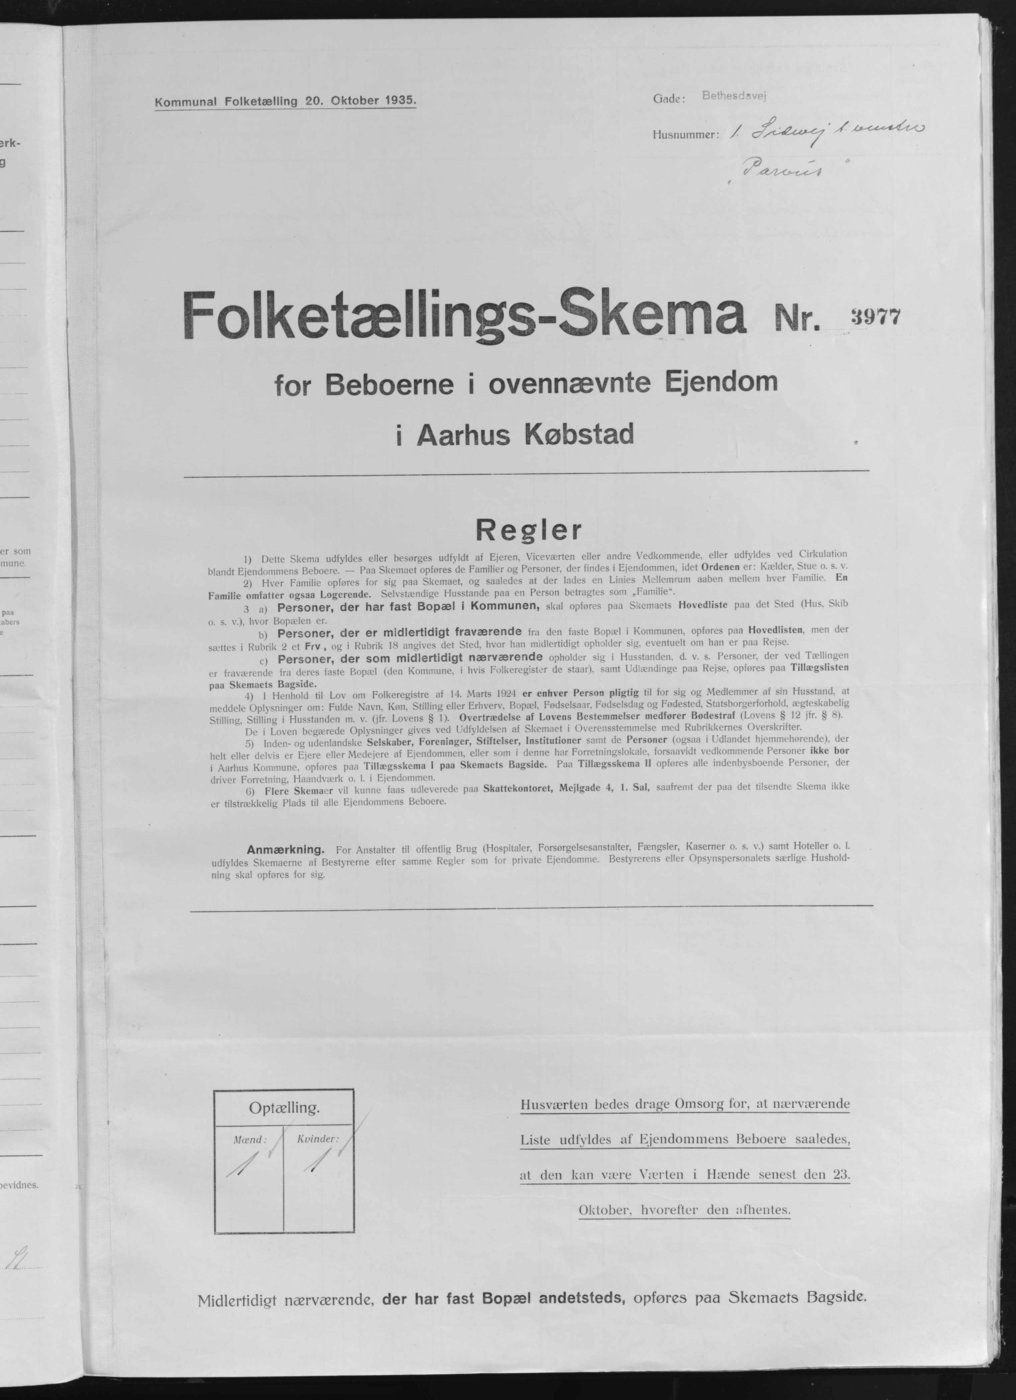 Kommunal Folketælling 20. Oktober 1935.
Gade: Bethesdavej
Husnummer: 1. Sidevej t. venstre
"Parvus"
Folketællings-Skema Nr. 3977
for Beboerne i ovennævnte Ejendom
i Aarhus Købstad
Regler
1) Dette Skema udfyldes eller besørges udfyldt af Ejeren, Viceværten eller andre Vedkommende, eller udfyldes ved Cirkulation
blandt Ejendommens Beboere. — Paa Skemaet opføres de Familier og Personer, der findes i Ejendommen, idet Ordenen er: Kælder, Stue o. s. v.
2) Hver Familie opføres for sig paa Skemaet, og saaledes at der lades en Linies Mellemrum aaben mellem hver Familie. En
Familie omfatter ogsaa Logerende. Selvstændige Husstande paa en Person betragtes som „Familie".
3 a) Personer, der har fast Bopæl i Kommunen, skal opføres paa Skemaets Hovedliste paa det Sted (Hus, Skib
o. s. v.), hvor Bopælen er.
b) Personer, der er midlertidigt fraværende fra den faste Bopæl i Kommunen, opføres paa Hovedlisten, men der
sættes i Rubrik 2 et Frv , og i Rubrik 18 angives det Sted, hvor han midlertidigt opholder sig, eventuelt om han er paa Rejse.
c) Personer, der som midlertidigt nærværende opholder sig i Husstanden, d. v. s. Personer, der ved Tællingen
er fraværende fra deres faste Bopæl (den Kommune, i hvis Folkeregister de staar), samt Udlændinge paa Rejse, opføres paa Tillægslisten
paa Skemaets Bagside.
4) I Henhold til Lov om Folkeregistre af 14. Marts 1924 er enhver Person pligtig til for sig og Medlemmer af sin Husstand, at
meddele Oplysninger om: Fulde Navn, Køn, Stilling eller Erhverv, Bopæl, Fødselsaar, Fødselsdag og Fødested, Statsborgerforhold, ægteskabelig
Stilling, Stilling i Husstanden m. v. (jfr. Lovens § 1). Overtrædelse af Lovens Bestemmelser medfører Bødestraf (Lovens § 12 jfr. § 8).
De i Loven begærede Oplysninger gives ved Udfyldelsen af Skemaet i Overensstemmelse med Rubrikkernes Overskrifter.
5) Inden- og udenlandske Selskaber, Foreninger, Stiftelser, Institutioner samt de Personer (ogsaa i Udlandet hjemmehørende), der
helt eller delvis er Ejere eller Medejere af Ejendommen, eller som i denne har Forretningslokale, forsaavidt vedkommende Personer ikke bor
i Aarhus Kommune, opføres paa Tillægsskema I paa Skemaets Bagside. Paa Tillægsskema II opføres alle indenbysboende Personer, der
driver Forretning, Haandværk o. l. i Ejendommen.
6) Flere Skemaer vil kunne faas udleverede paa Skattekontoret, Mejlgade 4, 1. Sal, saafremt der paa det tilsendte Skema ikke
er tilstrækkelig Plads til alle Ejendommens Beboere.
Anmærkning. For Anstalter til offentlig Brug (Hospitaler, Forsørgelsesanstalter, Fængsler, Kaserner o. s. v.) samt Hoteller o. l.
udfyldes Skemaerne af Bestyrerne efter samme Regler som for private Ejendomme. Bestyrerens eller Opsynspersonalets særlige Hushold-
ning skal opføres for sig.
Optælling.
Mænd: Kvinder:
1 1
Husværten bedes drage Omsorg for, at nærværende
Liste udfyldes af Ejendommens Beboere saaledes,
at den kan være Værten i Hænde senest den 23.
Oktober, hvorefter den afhentes.
Midlertidigt nærværende, der har fast Bopæl andetsteds, opføres paa Skemaets Bagside.